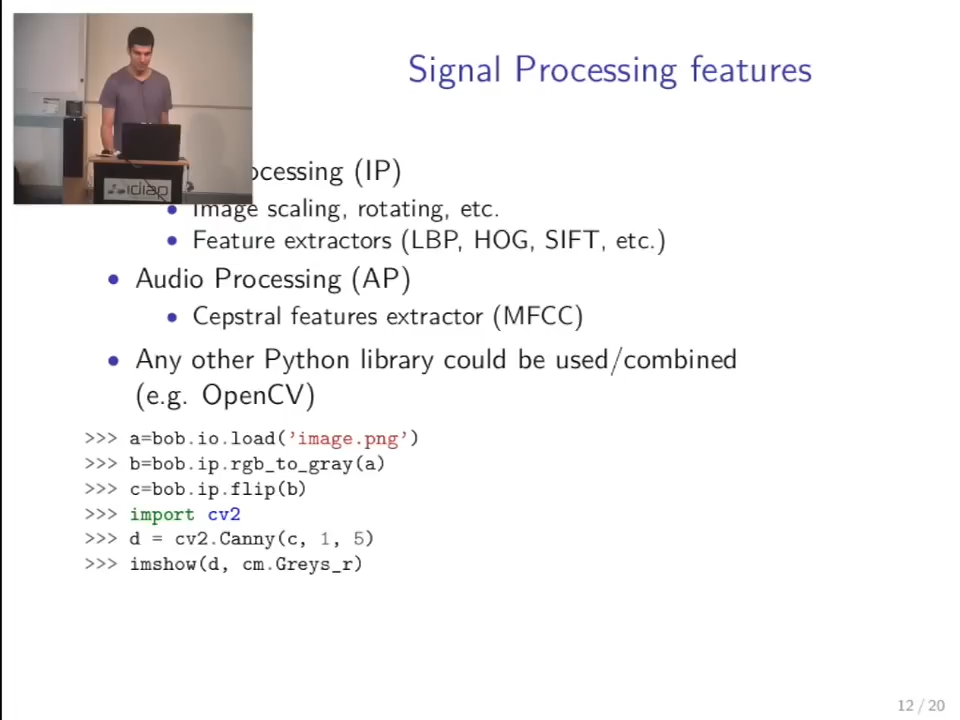 Signal Processing features
ocessing (IP)
• Image scaling, rotating, etc.
• Feature extractors (LBP, HOG, SIFT, etc.)
• Audio Processing (AP)
• Cepstral features extractor (MFCC)
• Any other Python library could be used/combined
(e.g. OpenCV)
>>> a=bob.io.load('image.png')
>>> b=bob.ip.rgb_to_gray(a)
>>> c=bob.ip.flip(b)
>>> import cv2
>>> d = cv2.Canny(c, 1, 5)
>>> imshow(d, cm.Greys_r)
idiap
12 / 20